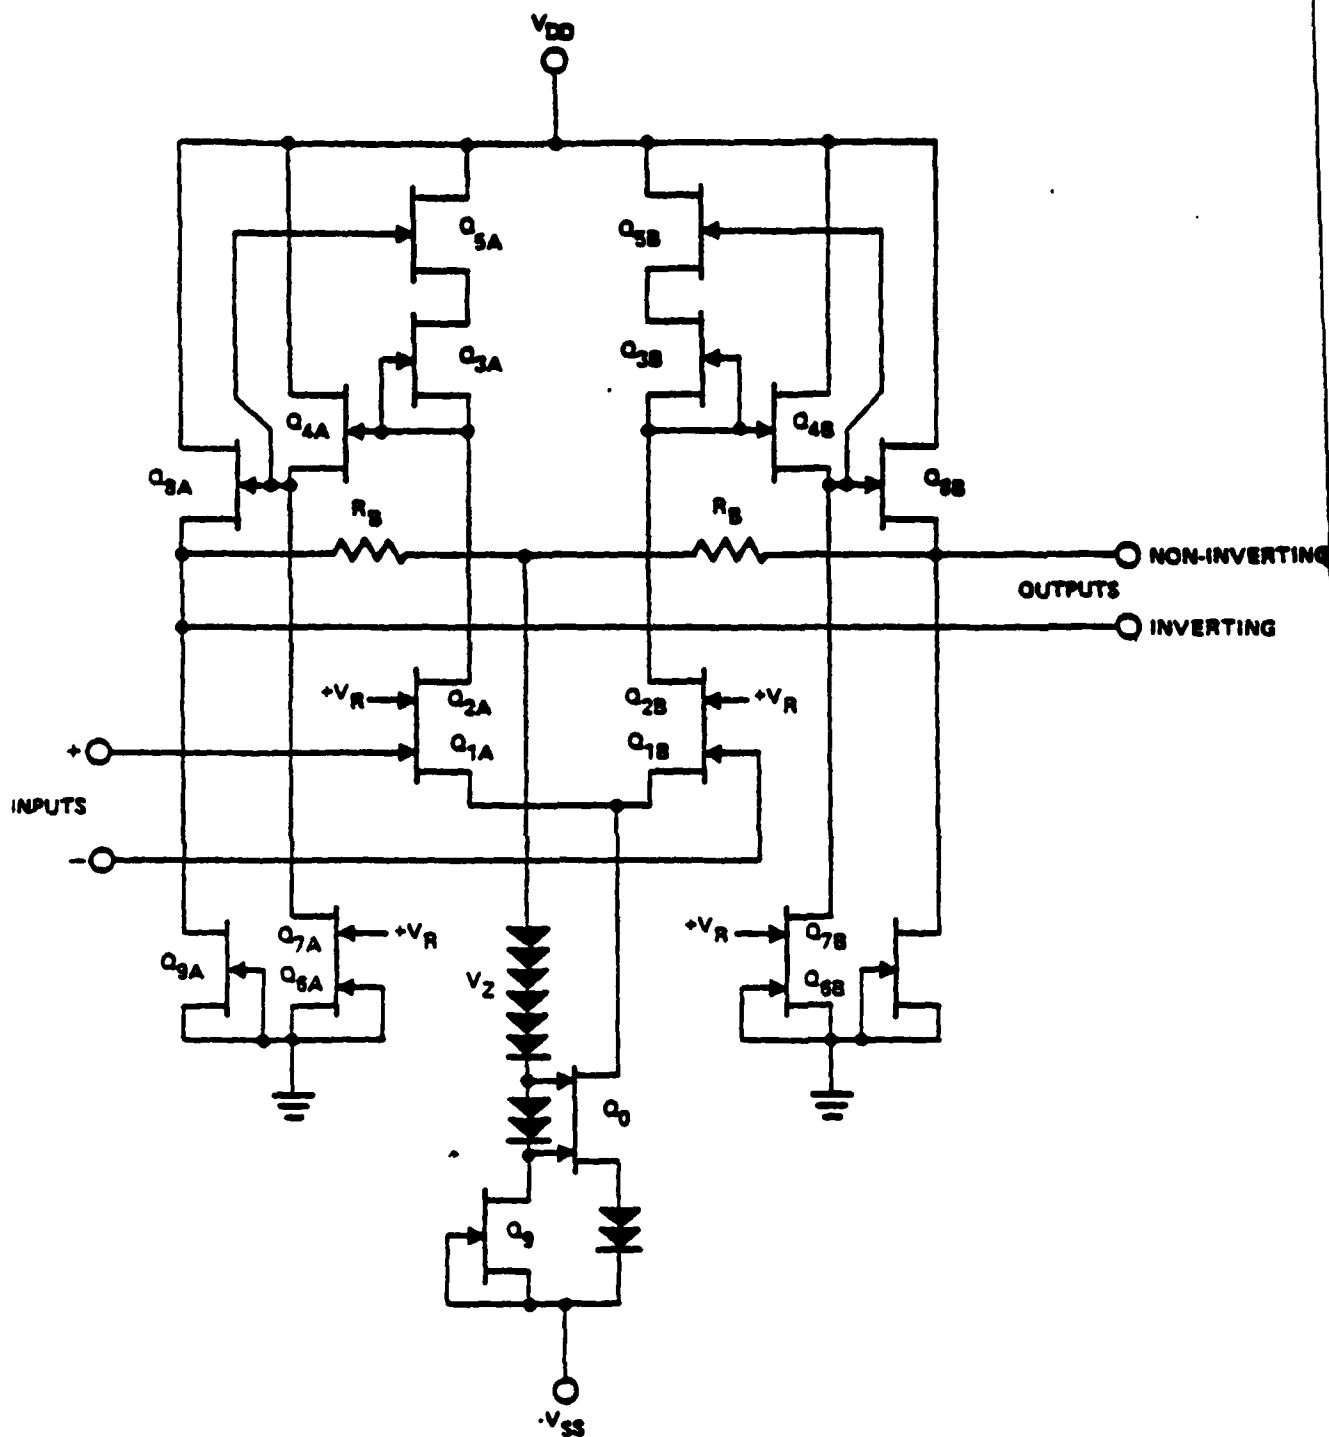 VDD
Q5A
Q5B
Q3A
Q3B
Q4A
Q4B
Q8A
Q8B
RB
RB
NON-INVERTING
OUTPUTS
INVERTING
+VR
Q2A
Q2B
+VR
+
Q1A
Q1B
INPUTS
−
Q7A
+VR
+VR
Q7B
Q9A
Q6A
Q6B
VZ
Q0
Q9
-VSS